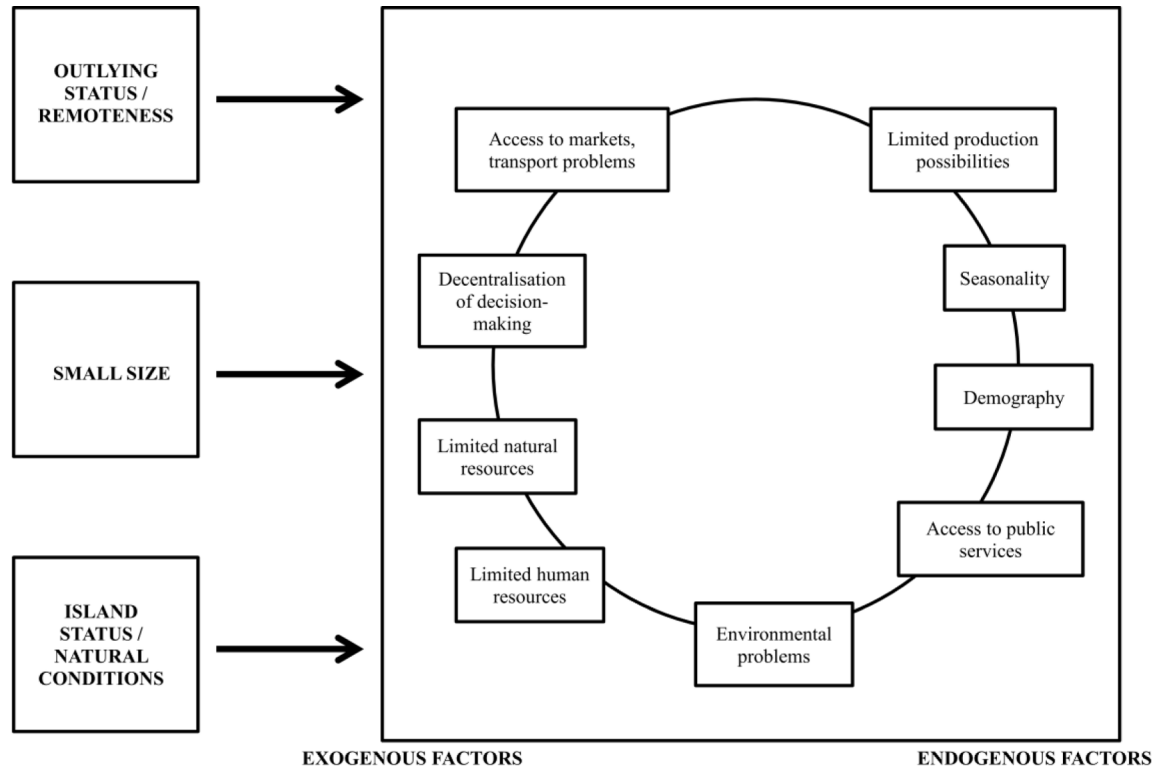 OUTLYING
STATUS /
REMOTENESS
SMALL SIZE
ISLAND
STATUS /
NATURAL
CONDITIONS
Access to markets,
transport problems
Limited production
possibilities
Decentralisation
of decision-
making
Seasonality
Demography
Limited natural
resources
Access to public
services
Limited human
resources
Environmental
problems
EXOGENOUS FACTORS
ENDOGENOUS FACTORS